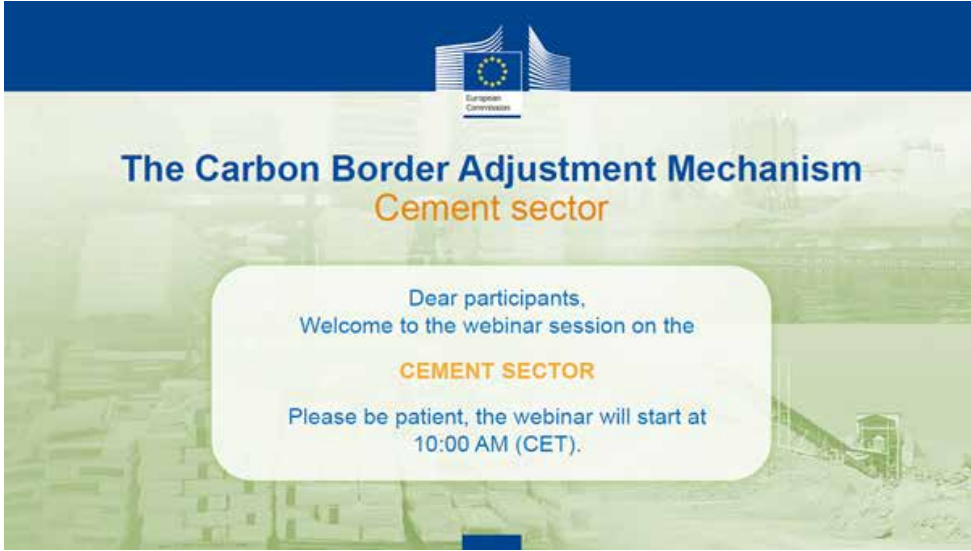 European
Commission
The Carbon Border Adjustment Mechanism
Cement sector
Dear participants,
Welcome to the webinar session on the
CEMENT SECTOR
Please be patient, the webinar will start at
10:00 AM (CET).